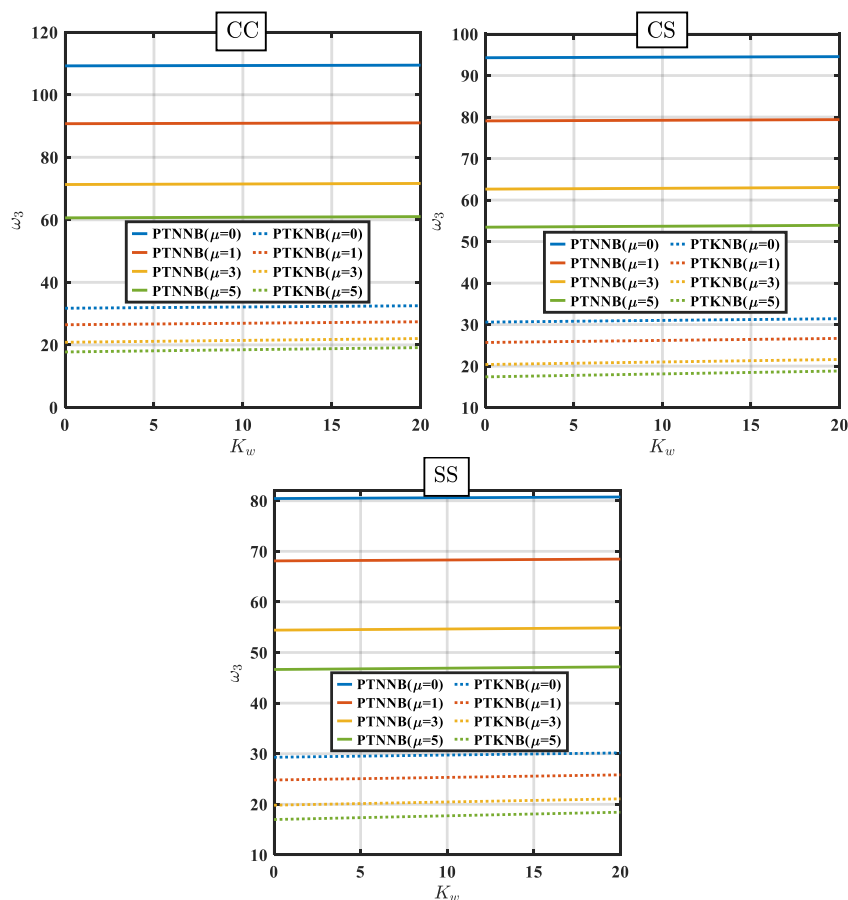 CC
120
100
80
60
40
20
0
ω₃
PTNNB(μ=0) PTKNB(μ=0)
PTNNB(μ=1) PTKNB(μ=1)
PTNNB(μ=3) PTKNB(μ=3)
PTNNB(μ=5) PTKNB(μ=5)
0 5 10 15 20
K_w
CS
100
90
80
70
60
50
40
30
20
10
ω₃
PTNNB(μ=0) PTKNB(μ=0)
PTNNB(μ=1) PTKNB(μ=1)
PTNNB(μ=3) PTKNB(μ=3)
PTNNB(μ=5) PTKNB(μ=5)
0 5 10 15 20
K_w
SS
80
70
60
50
40
30
20
10
ω₃
PTNNB(μ=0) PTKNB(μ=0)
PTNNB(μ=1) PTKNB(μ=1)
PTNNB(μ=3) PTKNB(μ=3)
PTNNB(μ=5) PTKNB(μ=5)
0 5 10 15 20
K_w